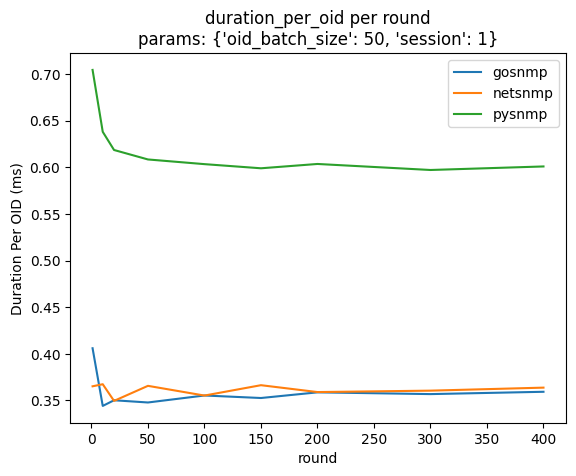 duration_per_oid per round
params: {'oid_batch_size': 50, 'session': 1}
gosnmp
netsnmp
pysnmp
Duration Per OID (ms)
0.70
0.65
0.60
0.55
0.50
0.45
0.40
0.35
0 50 100 150 200 250 300 350 400
round